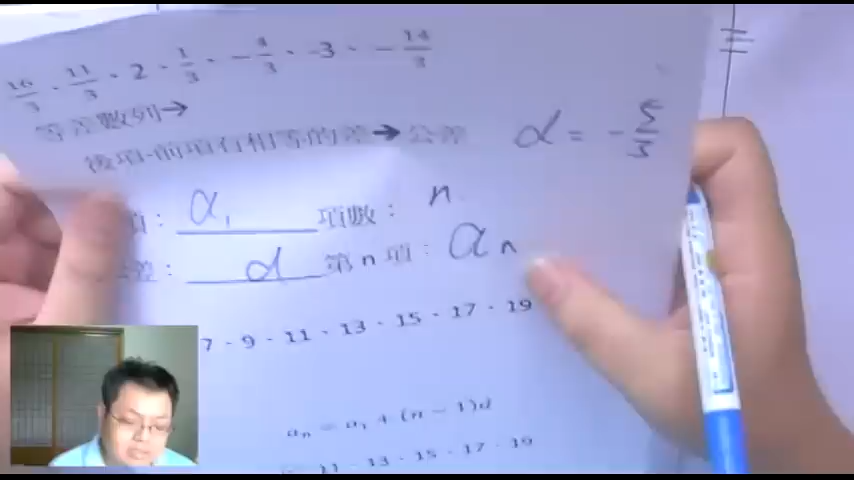 16/3、11/3、2、1/3、-4/3、-3、-14/3
等差數列→
後項-前項有相等的差→公差 d = -5/3
項：a₁ 項數：n
差：d 第n項：aₙ
7、9、11、13、15、17、19
aₙ = a₁ + (n − 1)d
11、13、15、17、19